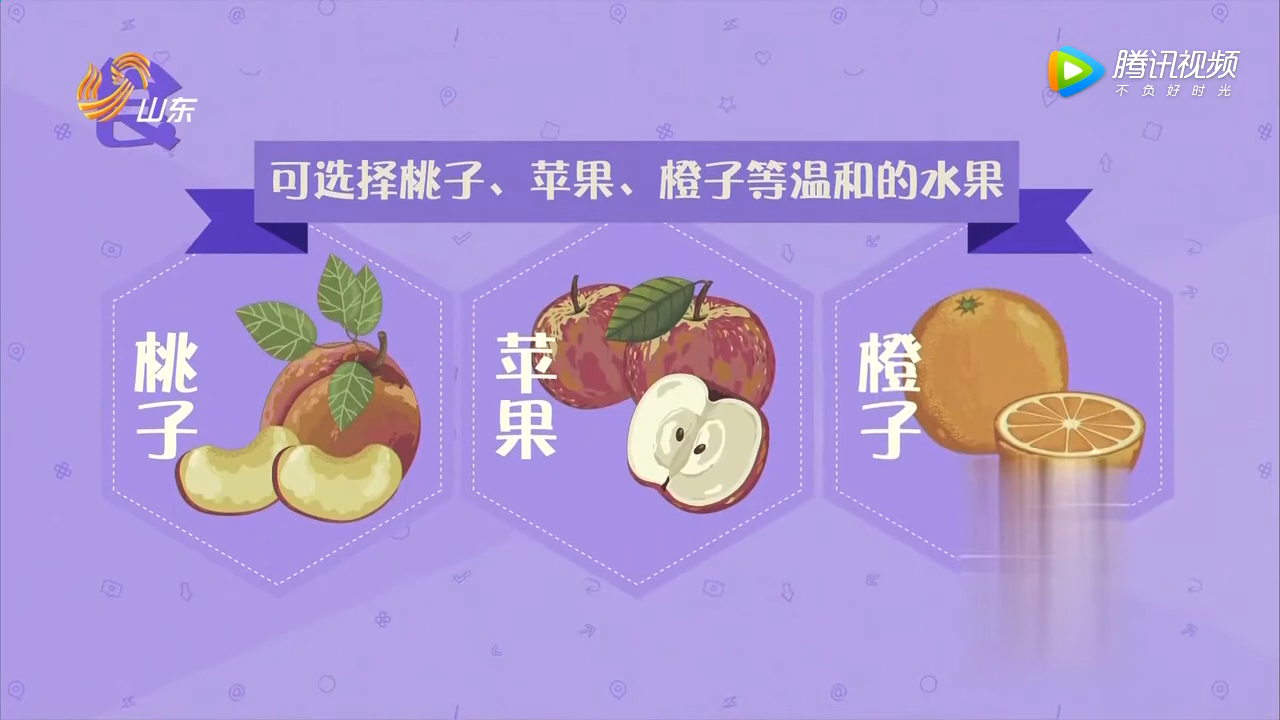 山东
腾讯视频
不负好时光
可选择桃子、苹果、橙子等温和的水果
桃子
苹果
橙子